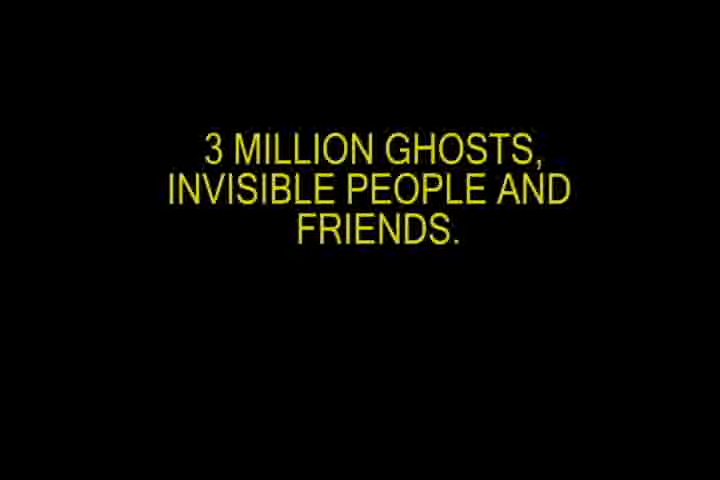 3 MILLION GHOSTS,
INVISIBLE PEOPLE AND
FRIENDS.